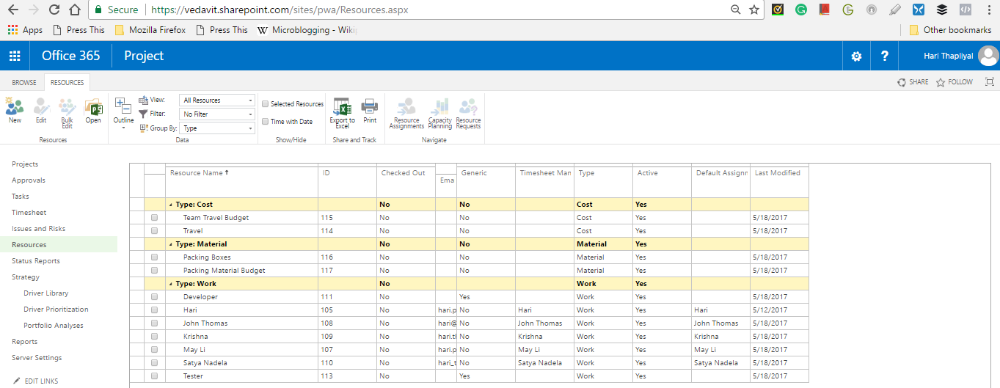 Secure https://vedavit.sharepoint.com/sites/pwa/Resources.aspx
Apps Press This Mozilla Firefox Press This Microblogging - Wiki Other bookmarks
Office 365 Project Hari Thapliyal
BROWSE RESOURCES SHARE FOLLOW
New Edit Bulk Edit Open
Resources
Outline View: All Resources
Filter: No Filter
Group By: Type
Data
Selected Resources
Time with Date
Show/Hide
Export to Excel Print
Share and Track
Resource Assignments Capacity Planning Resource Requests
Navigate
Projects
Approvals
Tasks
Timesheet
Issues and Risks
Resources
Status Reports
Strategy
Driver Library
Driver Prioritization
Portfolio Analyses
Reports
Server Settings
EDIT LINKS
Resource Name ID Checked Out Ema Generic Timesheet Man Type Active Default Assignm Last Modified
Type: Cost No No Cost Yes
Team Travel Budget 115 No No Cost Yes 5/18/2017
Travel 114 No No Cost Yes 5/18/2017
Type: Material No No Material Yes
Packing Boxes 116 No No Material Yes 5/18/2017
Packing Material Budget 117 No No Material Yes 5/18/2017
Type: Work No Work Yes
Developer 111 No Yes Work Yes 5/18/2017
Hari 105 No hari.p No Hari Work Yes Hari 5/12/2017
John Thomas 108 No hari@ No John Thomas Work Yes John Thomas 5/18/2017
Krishna 109 No hari.tl No Krishna Work Yes Krishna 5/18/2017
May Li 107 No hari.p No May Li Work Yes May Li 5/18/2017
Satya Nadela 110 No hari_t No Satya Nadela Work Yes Satya Nadela 5/18/2017
Tester 113 No Yes Work Yes 5/18/2017